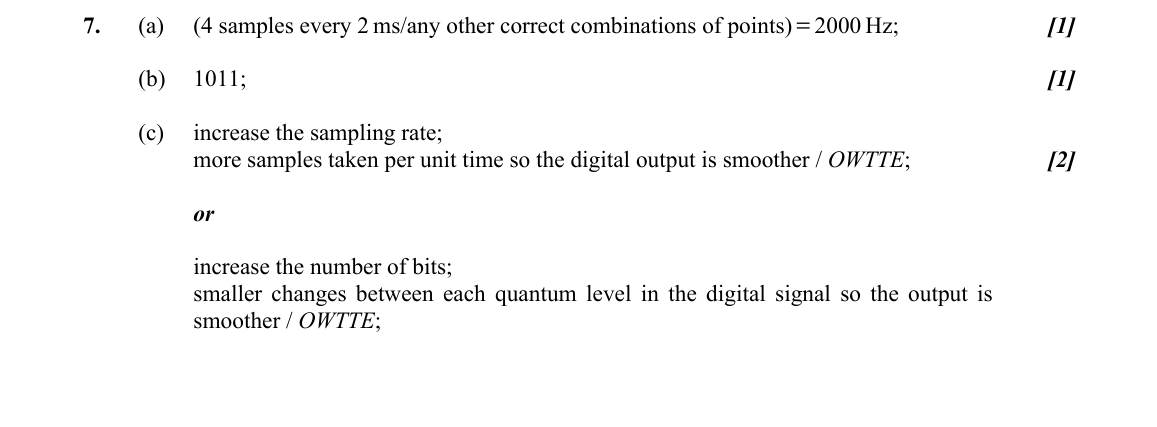 7. (a) (4 samples every 2 ms/any other correct combinations of points) = 2000 Hz; [1]
(b) 1011; [1]
(c) increase the sampling rate;
more samples taken per unit time so the digital output is smoother / OWTTE; [2]
or
increase the number of bits;
smaller changes between each quantum level in the digital signal so the output is
smoother / OWTTE;